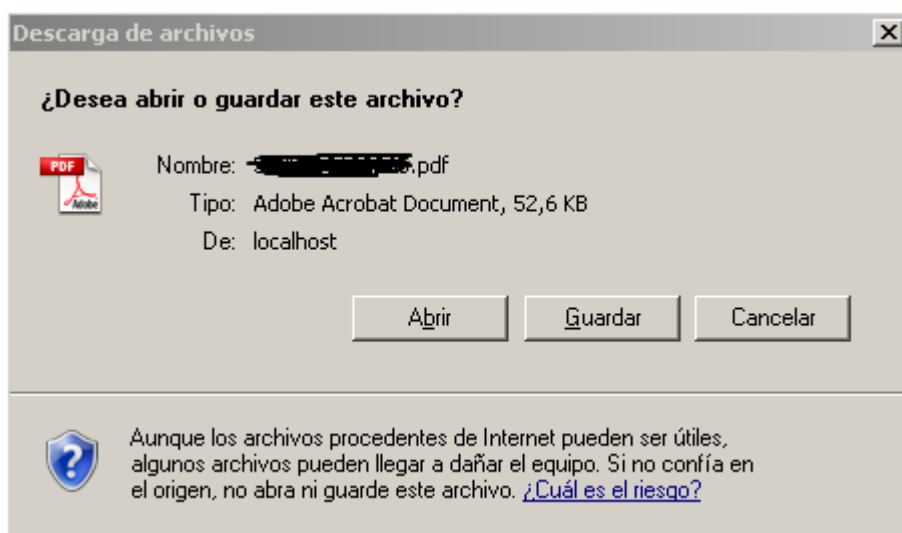 Descarga de archivos
¿Desea abrir o guardar este archivo?
PDF
Adobe
Nombre: .pdf
Tipo: Adobe Acrobat Document, 52,6 KB
De: localhost
Abrir Guardar Cancelar
Aunque los archivos procedentes de Internet pueden ser útiles,
algunos archivos pueden llegar a dañar el equipo. Si no confía en
el origen, no abra ni guarde este archivo. ¿Cuál es el riesgo?